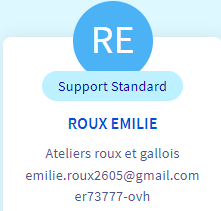 RE
Support Standard
ROUX EMILIE
Ateliers roux et gallois
emilie.roux2605@gmail.com
er73777-ovh